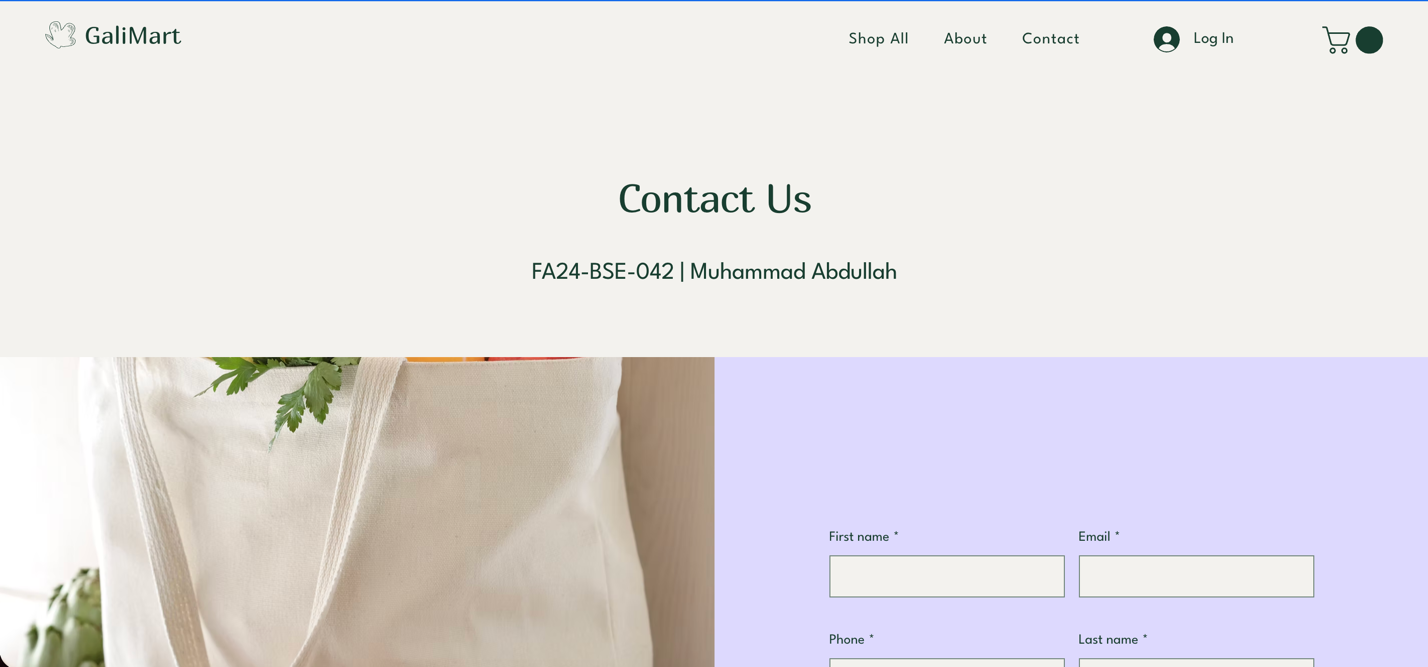 GaliMart
Shop All
About
Contact
Log In
Contact Us
FA24-BSE-042 | Muhammad Abdullah
First name *
Email *
Phone *
Last name *